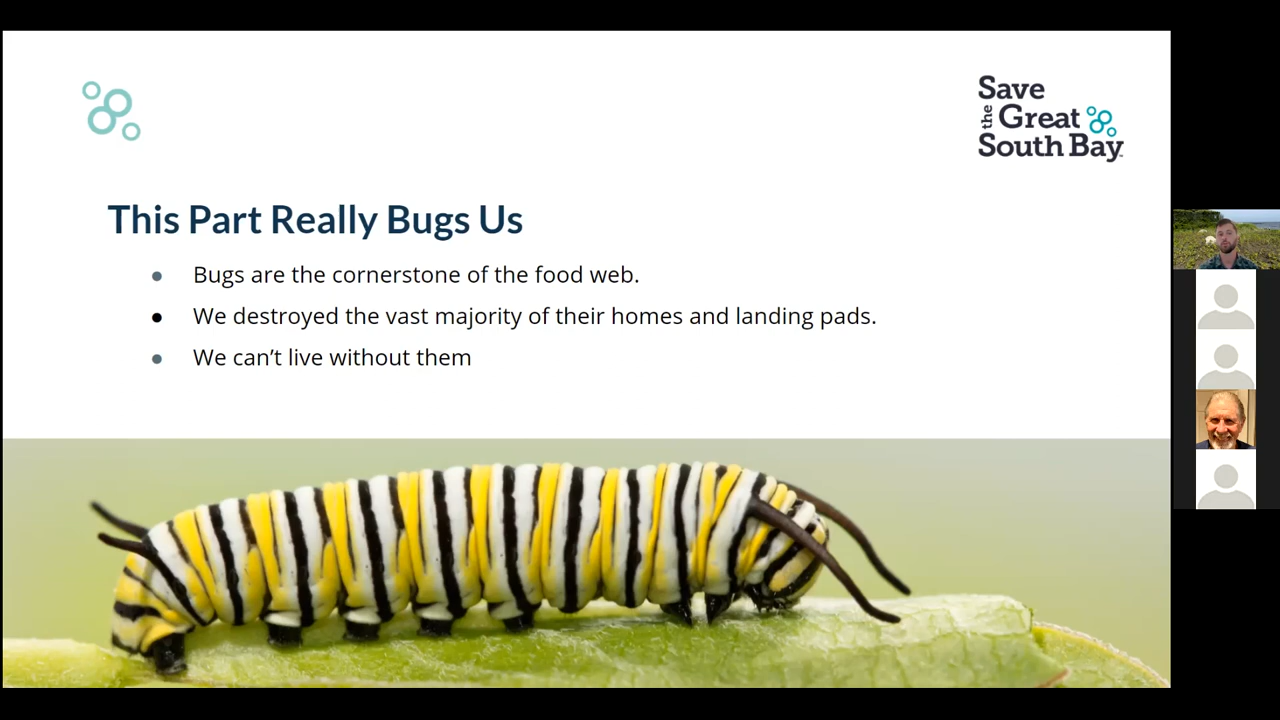 Save
the
Great
South Bay
This Part Really Bugs Us
Bugs are the cornerstone of the food web.
We destroyed the vast majority of their homes and landing pads.
We can’t live without them